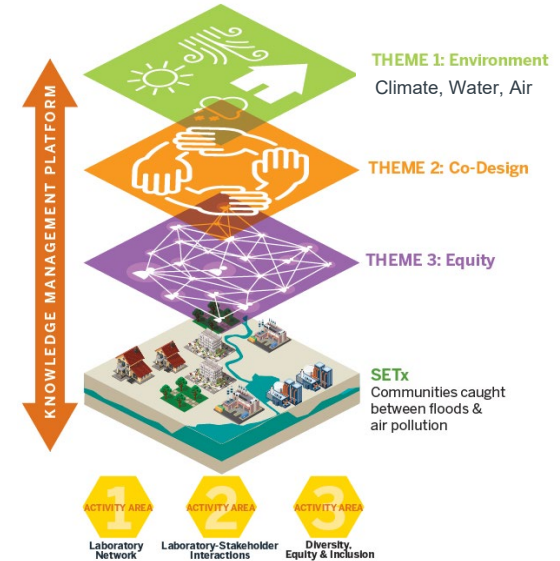 THEME 1: Environment
Climate, Water, Air
KNOWLEDGE MANAGEMENT PLATFORM
THEME 2: Co-Design
THEME 3: Equity
SETx
Communities caught
between floods &
air pollution
1
ACTIVITY AREA
Laboratory
Network
2
ACTIVITY AREA
Laboratory-Stakeholder
Interactions
3
ACTIVITY AREA
Diversity,
Equity & Inclusion